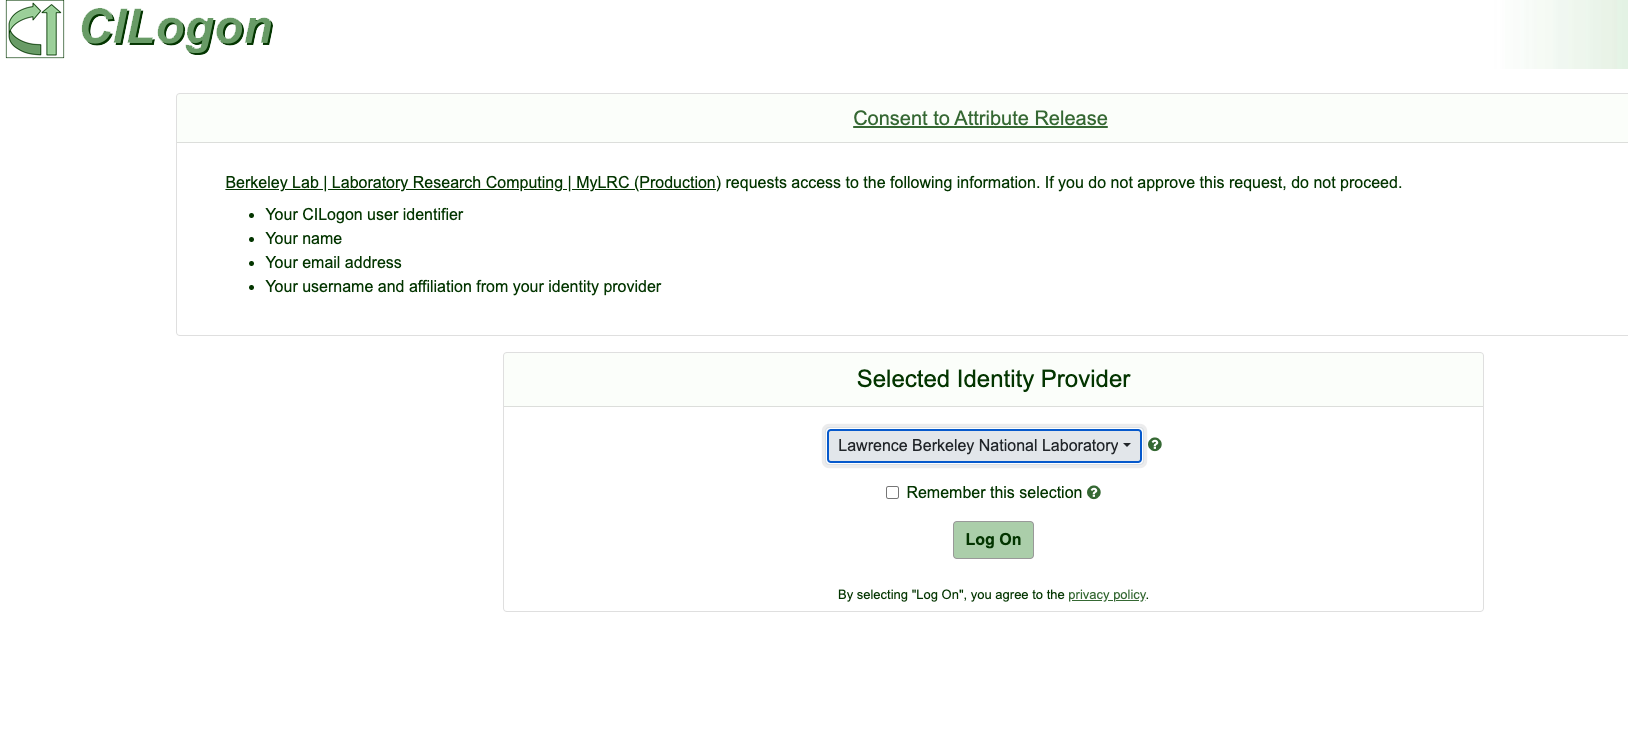 CILogon
Consent to Attribute Release
Berkeley Lab | Laboratory Research Computing | MyLRC (Production) requests access to the following information. If you do not approve this request, do not proceed.
• Your CILogon user identifier
• Your name
• Your email address
• Your username and affiliation from your identity provider
Selected Identity Provider
Lawrence Berkeley National Laboratory
Remember this selection
Log On
By selecting "Log On", you agree to the privacy policy.